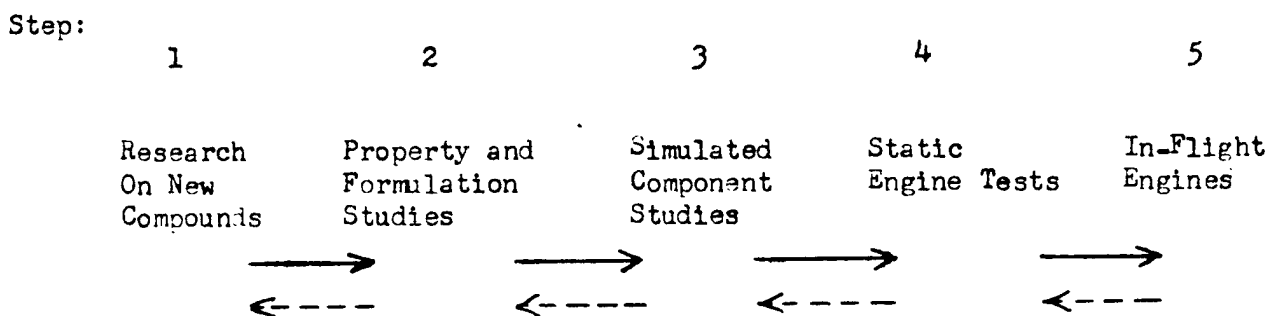 Step:
1 2 3 4 5
Research Property and Simulated Static In-Flight
On New Formulation Component Engine Tests Engines
Compounds Studies Studies